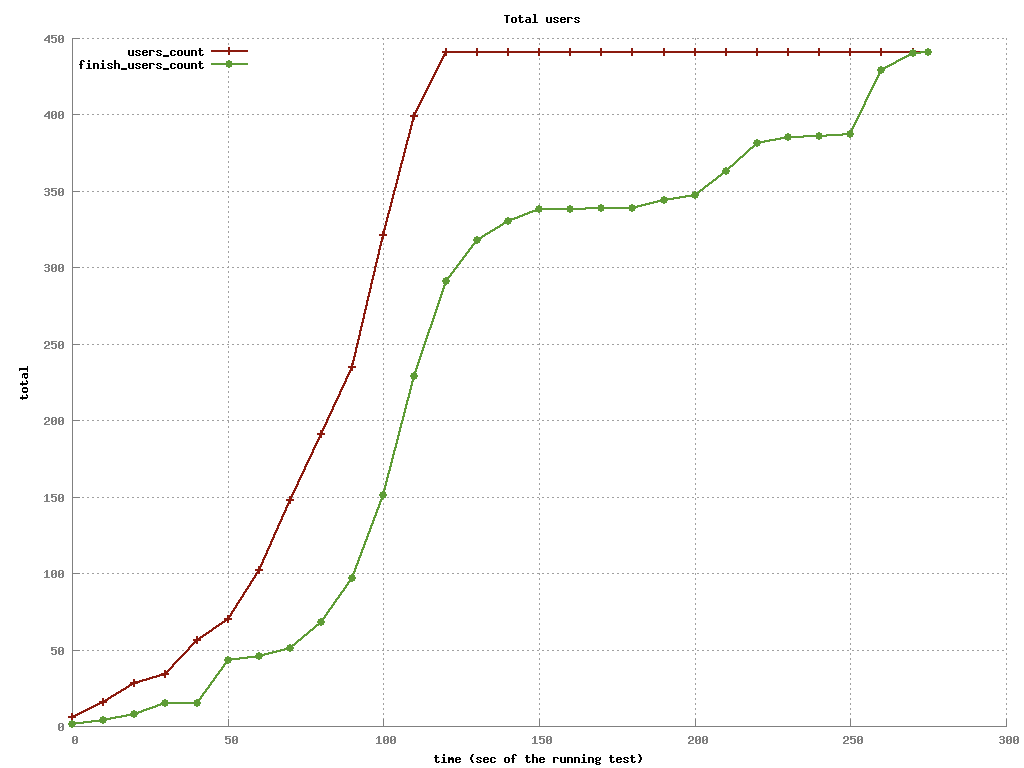 Total users
users_count
finish_users_count
450
400
350
300
250
200
150
100
50
0
total
0 50 100 150 200 250 300
time (sec of the running test)